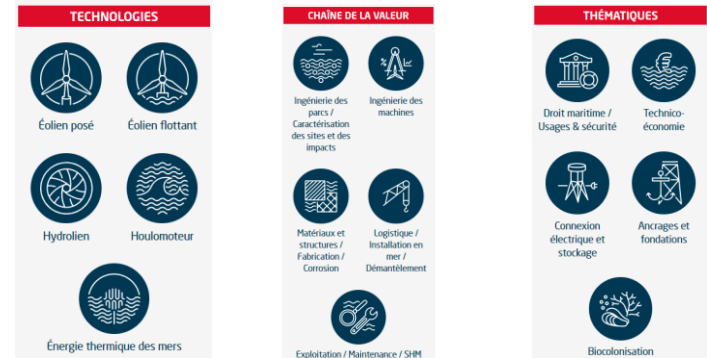 TECHNOLOGIES
Éolien posé
Éolien flottant
Hydrolien
Houlomoteur
Énergie thermique des mers
CHAÎNE DE LA VALEUR
Ingénierie des
parcs /
Caractérisation
des sites et des
impacts
Ingénierie des
machines
Matériaux et
structures /
Fabrication /
Corrosion
Logistique /
Installation en
mer /
Démantèlement
Exploitation / Maintenance / SHM
THÉMATIQUES
Droit maritime /
Usages & sécurité
Technico-
économie
Connexion
électrique et
stockage
Ancrages et
fondations
Biocolonisation